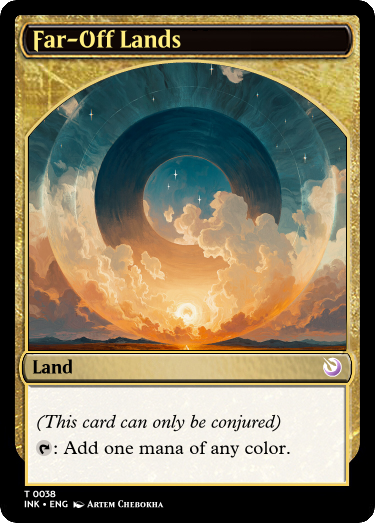 Far-Off Lands
Land
(This card can only be conjured)
: Add one mana of any color.
T 0038
INK • ENG Artem Chebokha